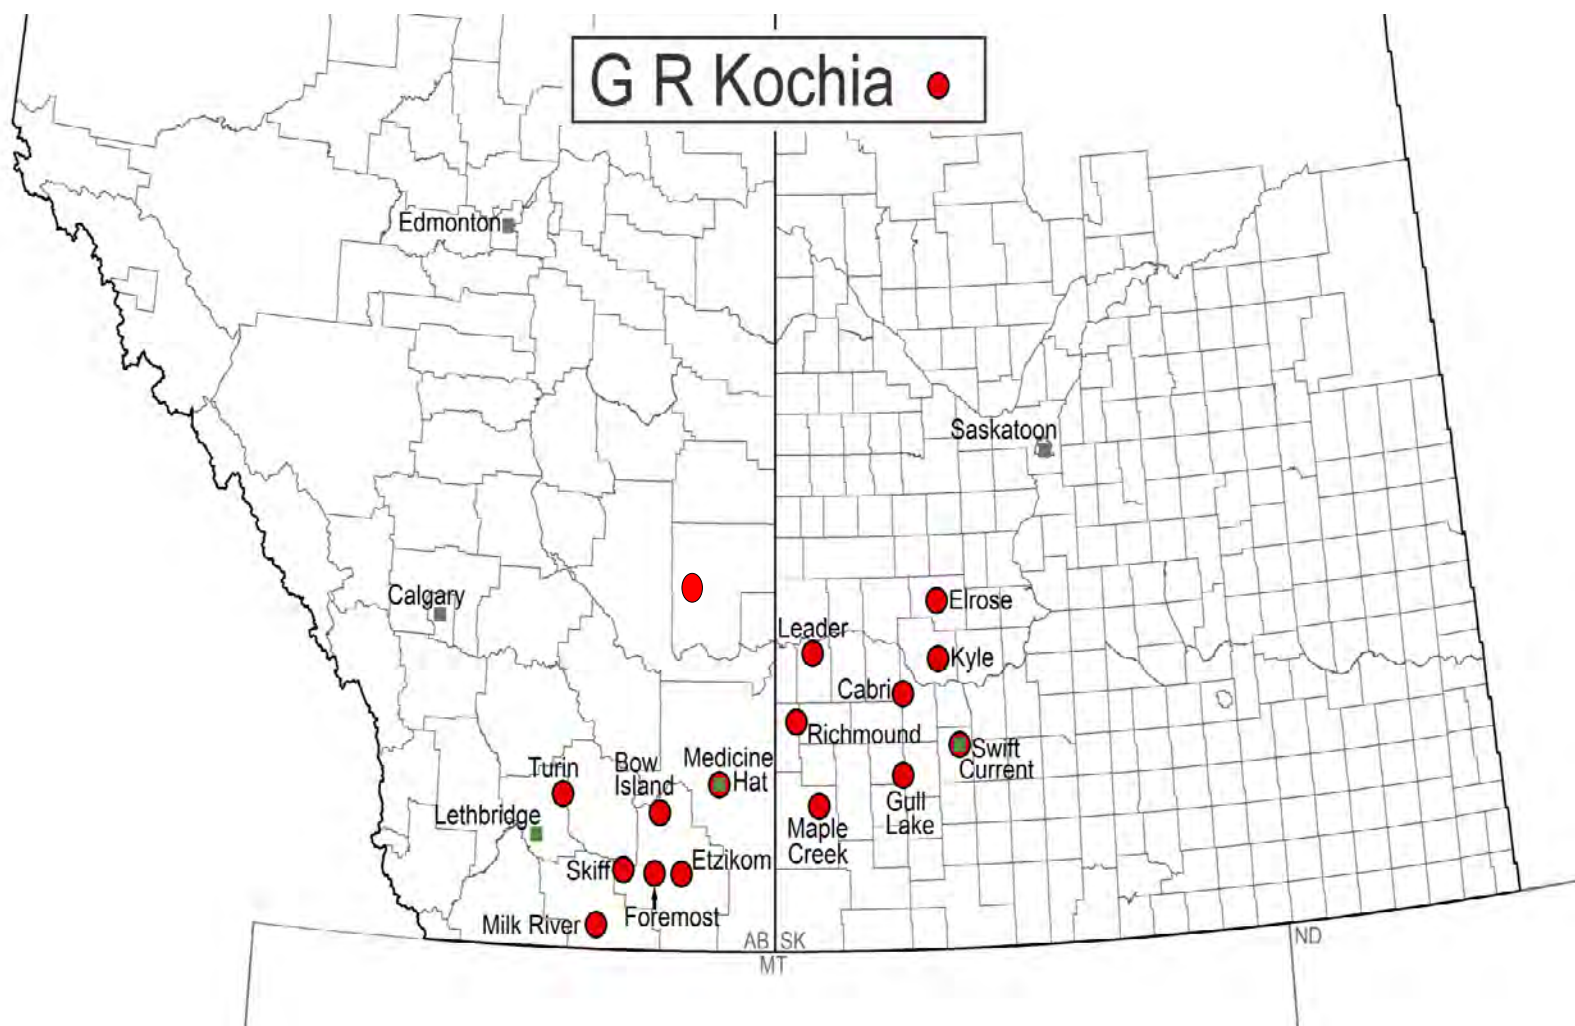 G R Kochia
Edmonton
Saskatoon
Calgary
Elrose
Leader
Kyle
Cabri
Richmound
Swift
Current
Medicine
Hat
Bow
Island
Turin
Gull
Lake
Lethbridge
Maple
Creek
Etzikom
Skiff
Foremost
Milk River
AB
SK
ND
MT